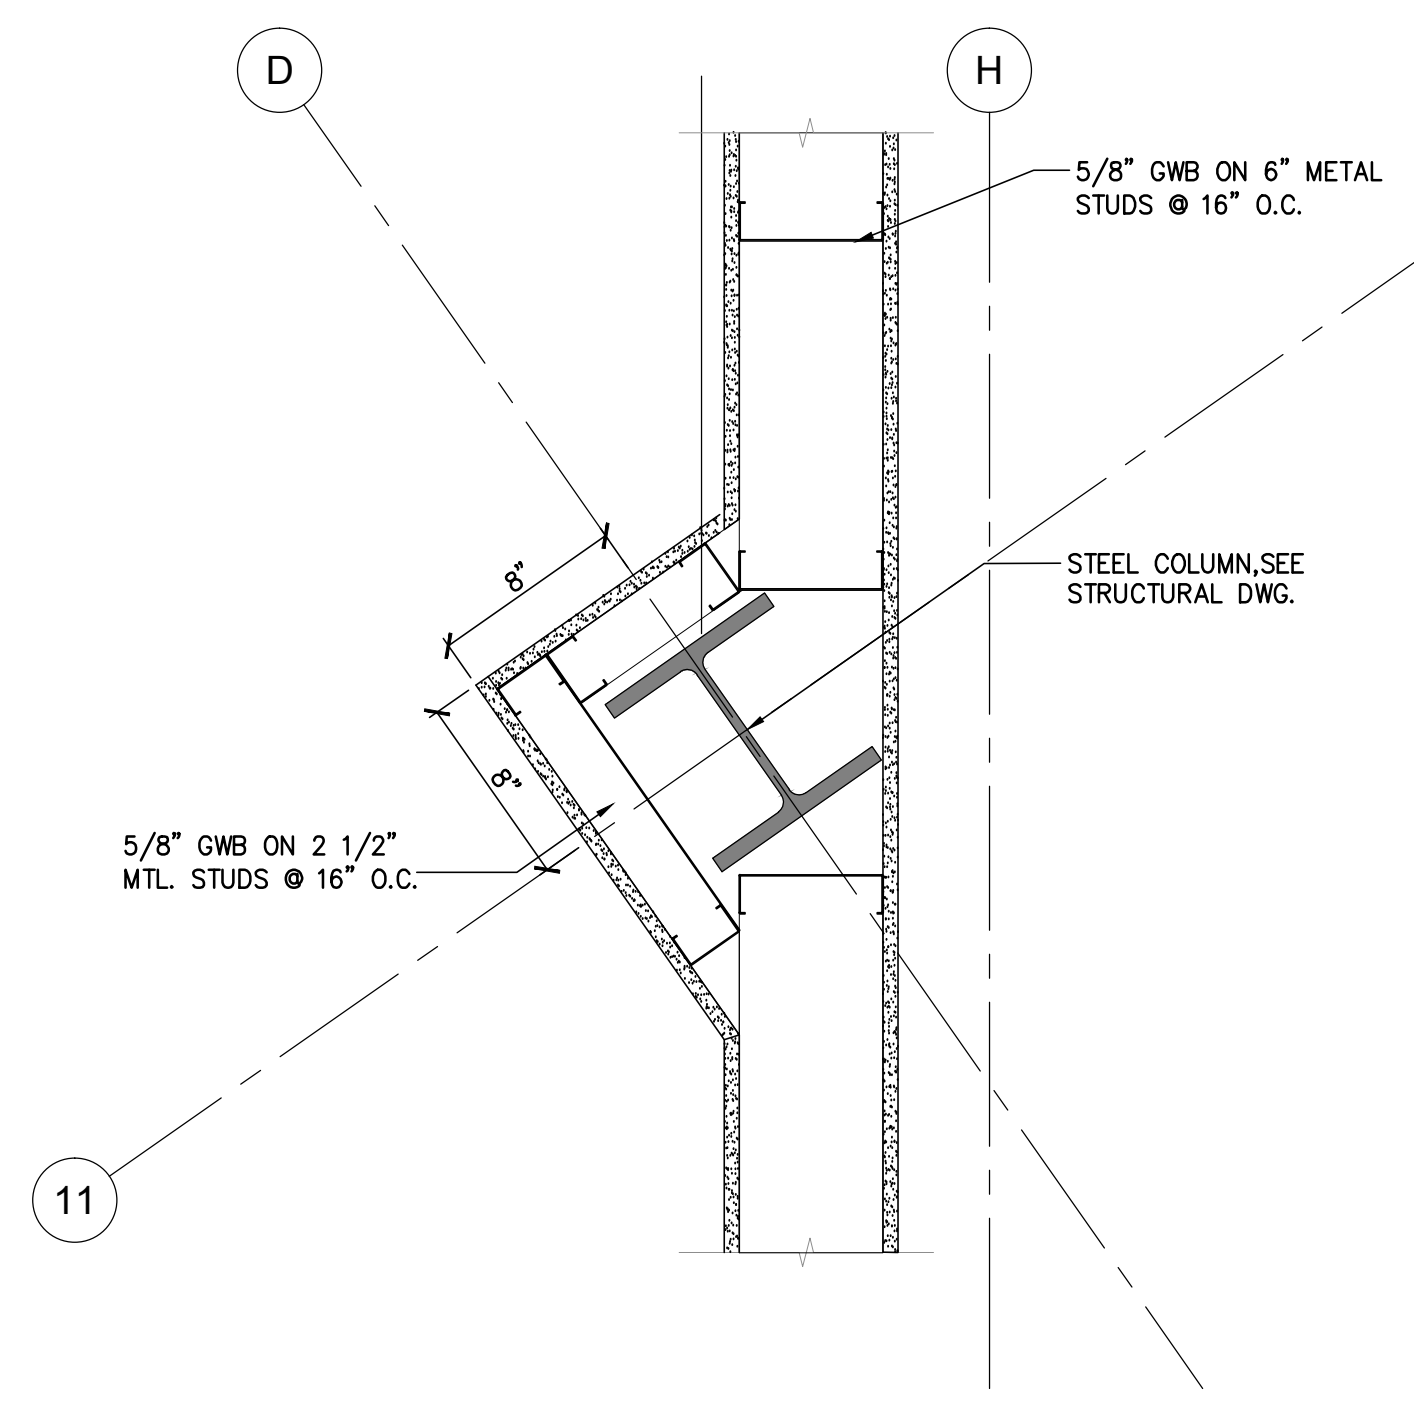 D
H
5/8" GWB ON 6" METAL
STUDS @ 16" O.C.
8"
STEEL COLUMN,SEE
STRUCTURAL DWG.
8"
5/8" GWB ON 2 1/2"
MTL. STUDS @ 16" O.C.
11